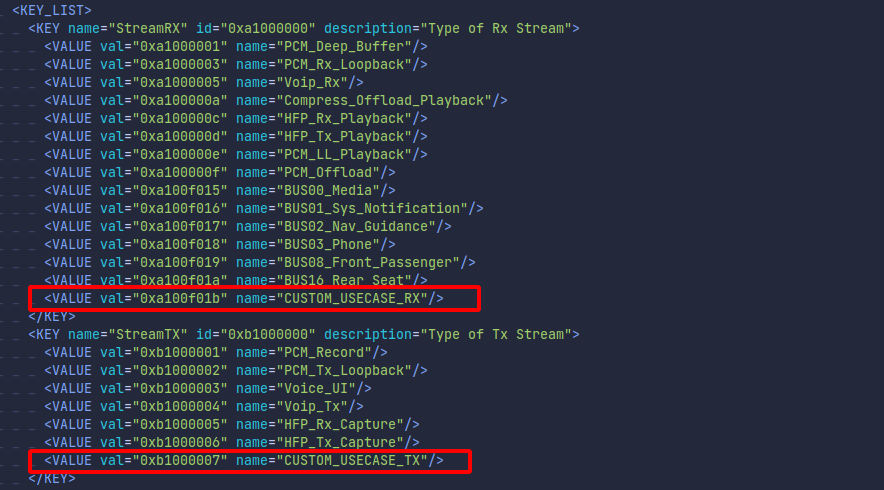 <KEY_LIST>
<KEY name="StreamRX" id="0xa1000000" description="Type of Rx Stream">
<VALUE val="0xa1000001" name="PCM_Deep_Buffer"/>
<VALUE val="0xa1000003" name="PCM_Rx_Loopback"/>
<VALUE val="0xa1000005" name="Voip_Rx"/>
<VALUE val="0xa100000a" name="Compress_Offload_Playback"/>
<VALUE val="0xa100000c" name="HFP_Rx_Playback"/>
<VALUE val="0xa100000d" name="HFP_Tx_Playback"/>
<VALUE val="0xa100000e" name="PCM_LL_Playback"/>
<VALUE val="0xa100000f" name="PCM_Offload"/>
<VALUE val="0xa100f015" name="BUS00_Media"/>
<VALUE val="0xa100f016" name="BUS01_Sys_Notification"/>
<VALUE val="0xa100f017" name="BUS02_Nav_Guidance"/>
<VALUE val="0xa100f018" name="BUS03_Phone"/>
<VALUE val="0xa100f019" name="BUS08_Front_Passenger"/>
<VALUE val="0xa100f01a" name="BUS16_Rear_Seat"/>
<VALUE val="0xa100f01b" name="CUSTOM_USECASE_RX"/>
</KEY>
<KEY name="StreamTX" id="0xb1000000" description="Type of Tx Stream">
<VALUE val="0xb1000001" name="PCM_Record"/>
<VALUE val="0xb1000002" name="PCM_Tx_Loopback"/>
<VALUE val="0xb1000003" name="Voice_UI"/>
<VALUE val="0xb1000004" name="Voip_Tx"/>
<VALUE val="0xb1000005" name="HFP_Rx_Capture"/>
<VALUE val="0xb1000006" name="HFP_Tx_Capture"/>
<VALUE val="0xb1000007" name="CUSTOM_USECASE_TX"/>
</KEY>